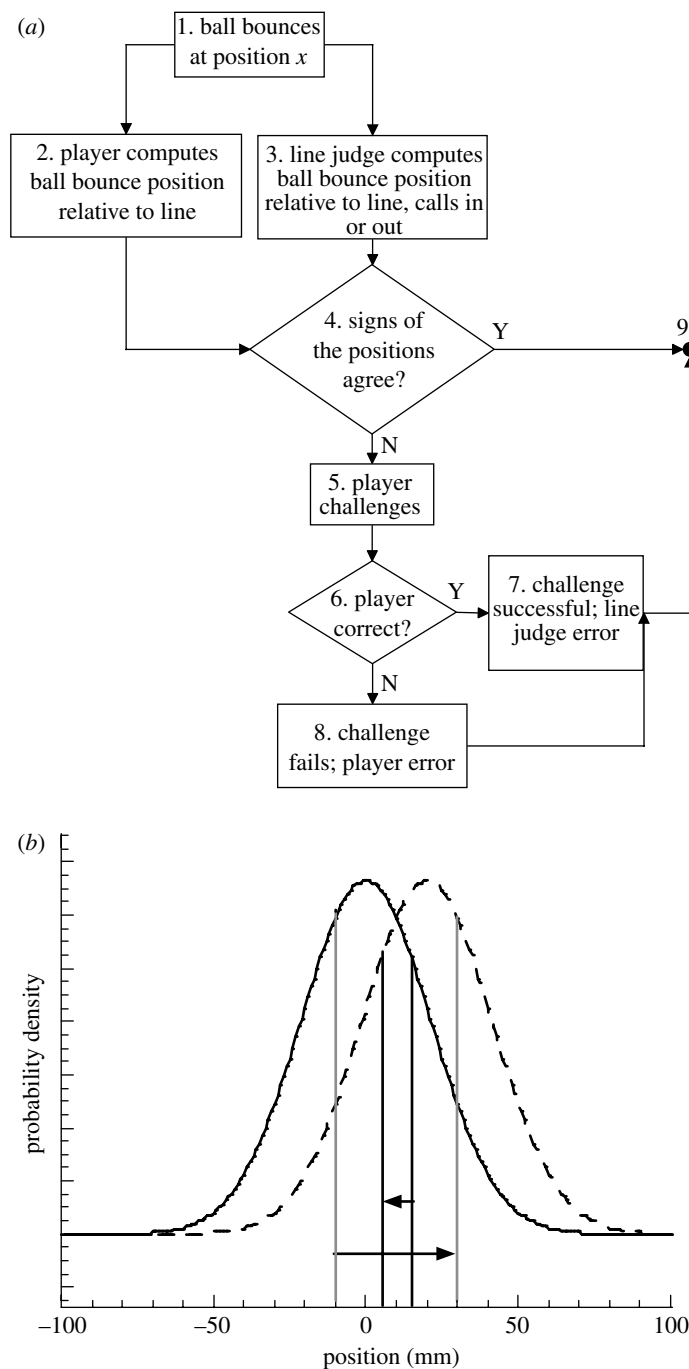 (a)
1. ball bounces
at position x
2. player computes
ball bounce position
relative to line
3. line judge computes
ball bounce position
relative to line, calls in
or out
4. signs of
the positions
agree?
Y
9
N
5. player
challenges
6. player
correct?
Y
7. challenge
successful; line
judge error
N
8. challenge
fails; player error
(b)
probability density
–100
–50
0
50
100
position (mm)